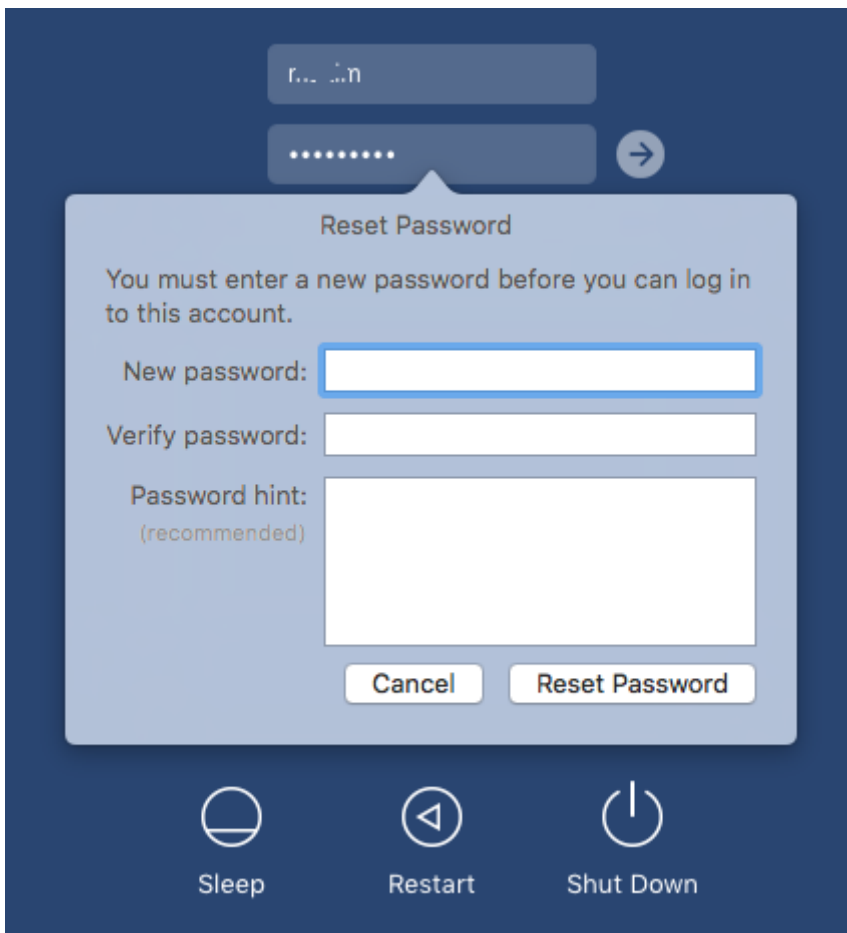 Reset Password
You must enter a new password before you can log in
to this account.
New password:
Verify password:
Password hint:
(recommended)
Cancel Reset Password
Sleep Restart Shut Down